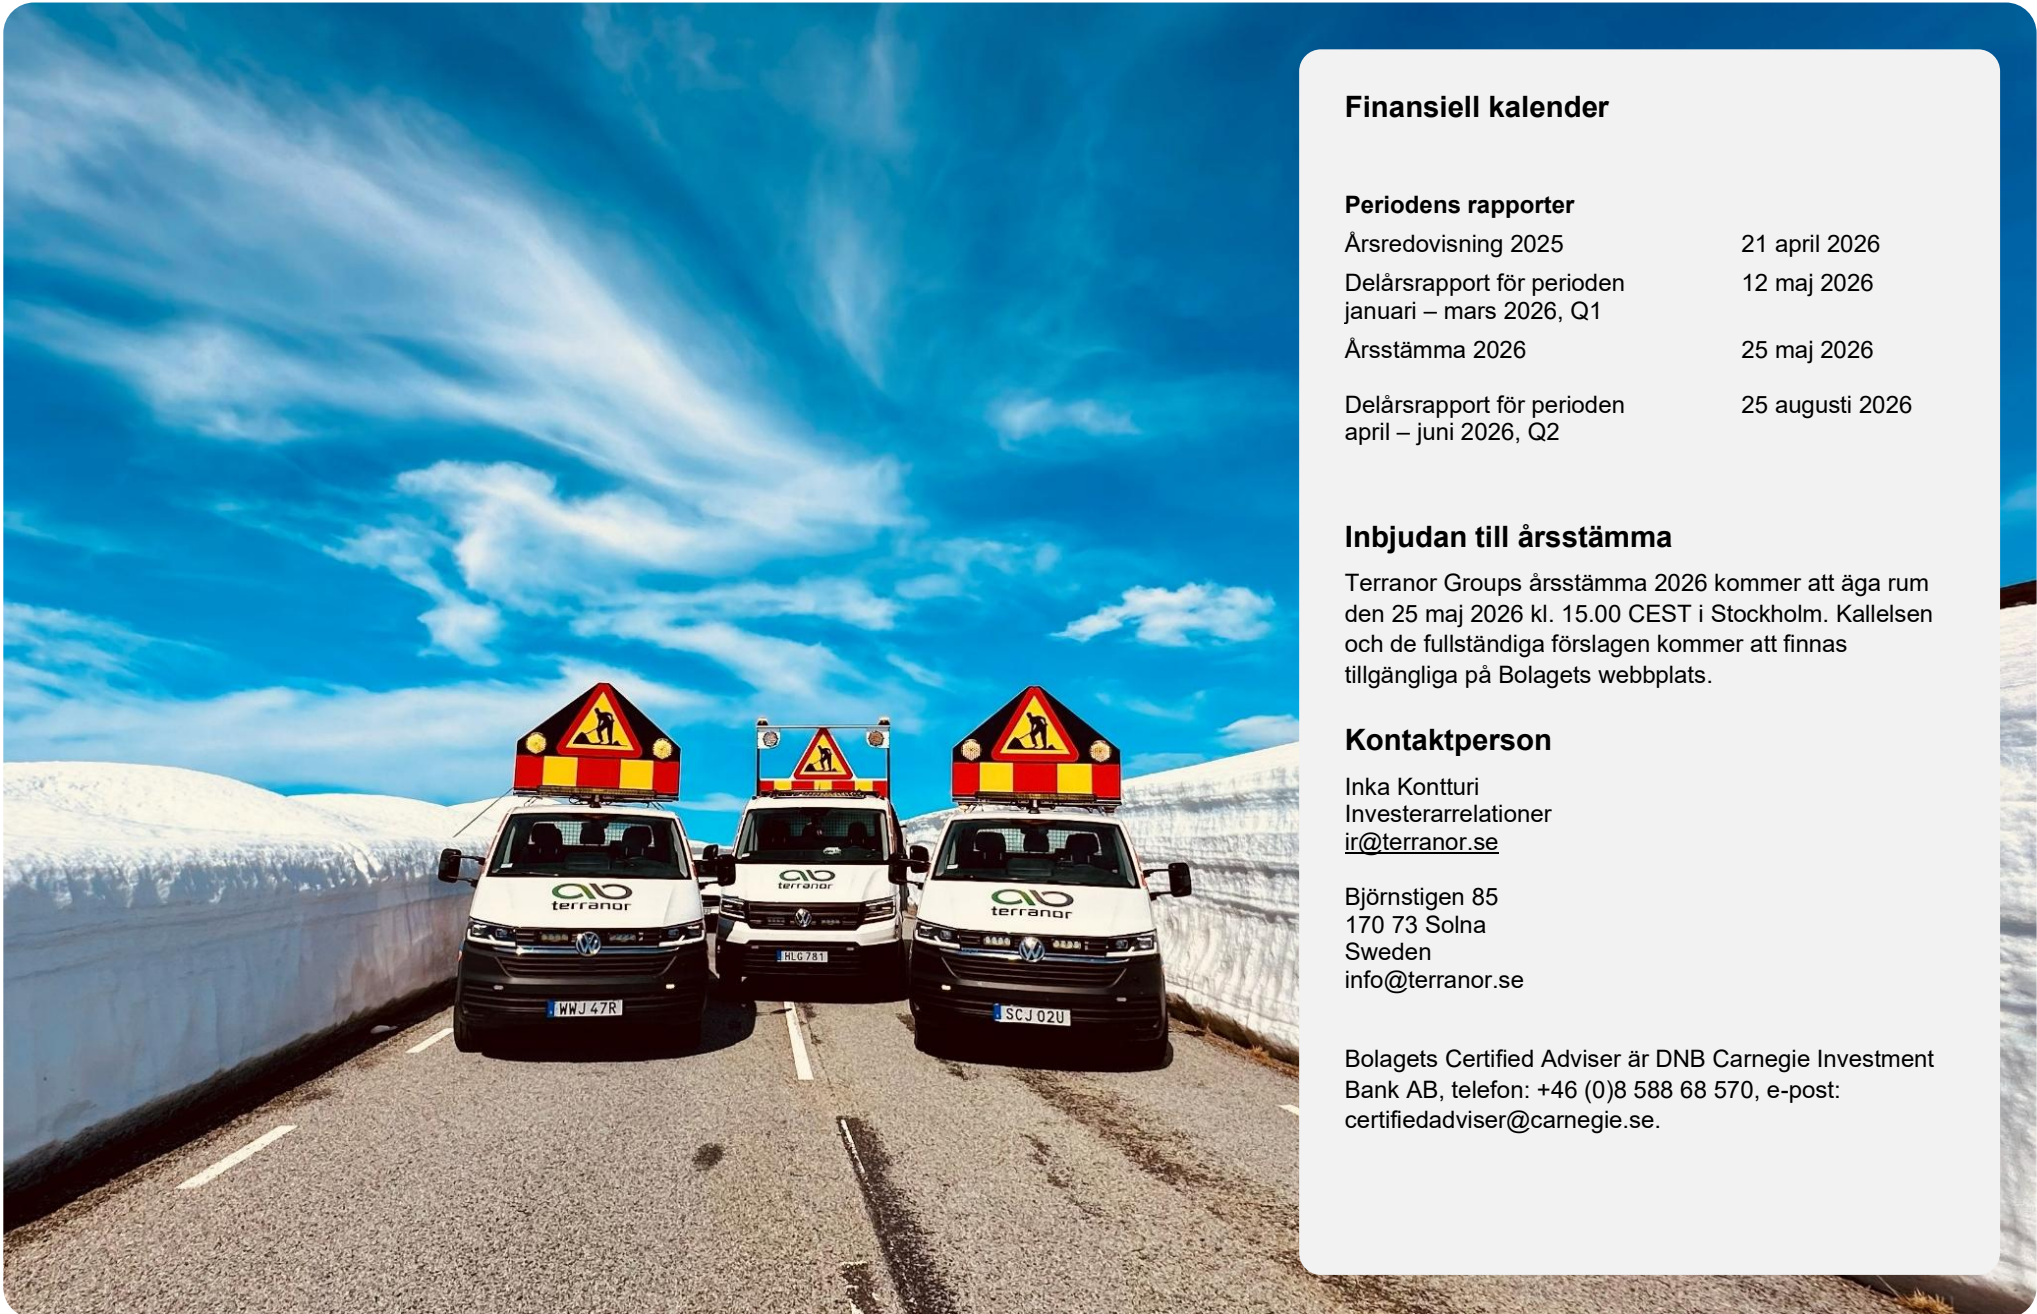 Finansiell kalender
Periodens rapporter
Årsredovisning 2025 21 april 2026
Delårsrapport för perioden 12 maj 2026
januari – mars 2026, Q1
Årsstämma 2026 25 maj 2026
Delårsrapport för perioden 25 augusti 2026
april – juni 2026, Q2
Inbjudan till årsstämma
Terranor Groups årsstämma 2026 kommer att äga rum
den 25 maj 2026 kl. 15.00 CEST i Stockholm. Kallelsen
och de fullständiga förslagen kommer att finnas
tillgängliga på Bolagets webbplats.
Kontaktperson
Inka Kontturi
Investerarrelationer
ir@terranor.se
Björnstigen 85
170 73 Solna
Sweden
info@terranor.se
Bolagets Certified Adviser är DNB Carnegie Investment
Bank AB, telefon: +46 (0)8 588 68 570, e-post:
certifiedadviser@carnegie.se.
terranor
terranor
terranor
WWJ 47R
HLG 781
SCJ 02U